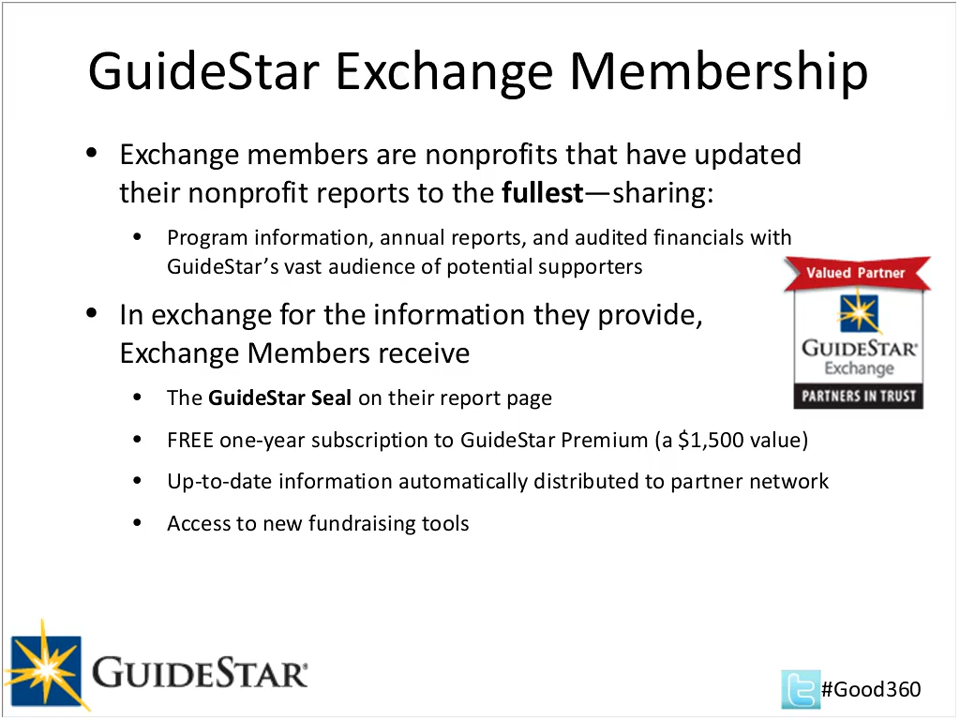 GuideStar Exchange Membership
• Exchange members are nonprofits that have updated
their nonprofit reports to the fullest—sharing:
• Program information, annual reports, and audited financials with
GuideStar's vast audience of potential supporters
• In exchange for the information they provide,
Exchange Members receive
• The GuideStar Seal on their report page
• FREE one-year subscription to GuideStar Premium (a $1,500 value)
• Up-to-date information automatically distributed to partner network
• Access to new fundraising tools
Valued Partner
GUIDESTAR®
Exchange
PARTNERS IN TRUST
GUIDESTAR®
#Good360